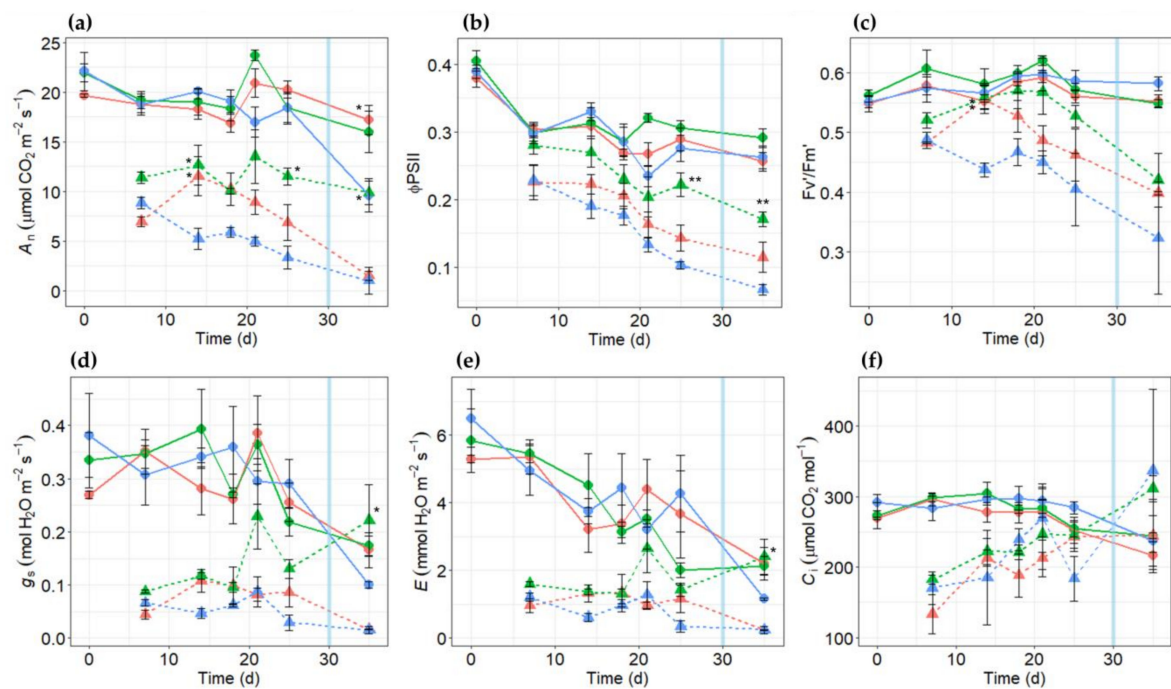 (a)
25
20
15
10
5
0
0 10 20 30
Time (d)
An (μmol CO2 m−2 s−1)
* * * * * *
(b)
0.4
0.3
0.2
0.1
0 10 20 30
Time (d)
ϕPSII
** **
(c)
0.6
0.5
0.4
0.3
0 10 20 30
Time (d)
Fv'/Fm'
* *
(d)
0.4
0.3
0.2
0.1
0.0
0 10 20 30
Time (d)
gs (mol H2O m−2 s−1)
*
(e)
6
4
2
0
0 10 20 30
Time (d)
E (mmol H2O m−2 s−1)
*
(f)
400
300
200
100
0 10 20 30
Time (d)
Ci (μmol CO2 mol−1)